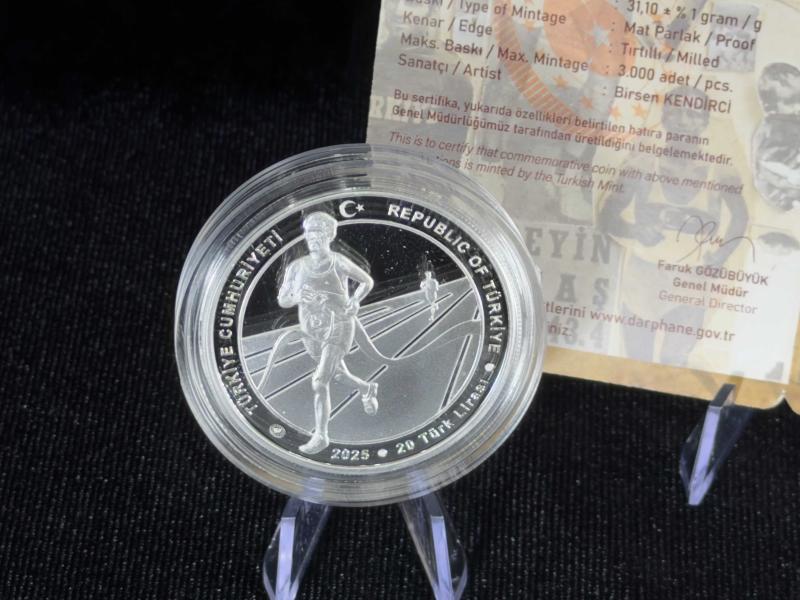 Baskı / Type of Mintage : 31,10 ± % 1 gram / g
Kenar / Edge : Mat Parlak / Proof
Maks. Baskı / Max. Mintage : Tırtıllı / Milled
Sanatçı / Artist : 3.000 adet / pcs.
: Birsen KENDİRCİ
Bu sertifika, yukarıda özellikleri belirtilen hatıra paranın
Genel Müdürlüğümüz tarafından üretildiğini belgelemektedir.
This is to certify that commemorative coin with above mentioned
is minted by the Turkish Mint.
EYİN
AŞ
Faruk GÖZÜBÜYÜK
Genel Müdür
General Director
www.darphane.gov.tr
TÜRKİYE CUMHURİYETİ
REPUBLIC OF TÜRKİYE
2025 • 20 Türk Lirası •